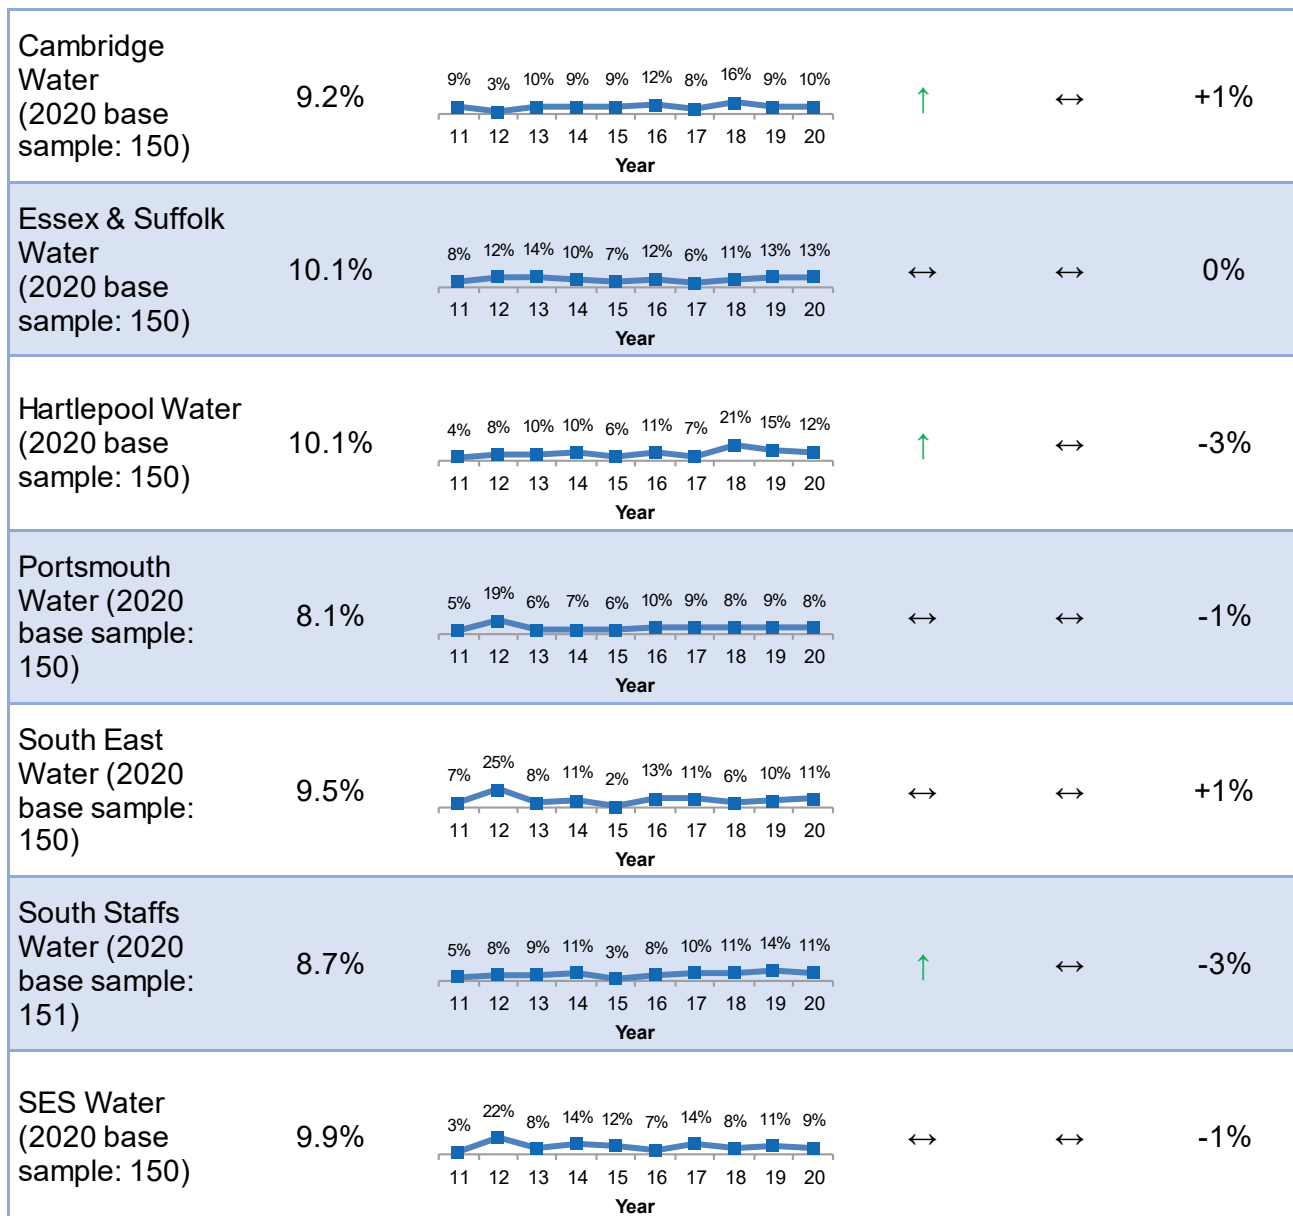 Cambridge
Water
(2020 base
sample: 150)
9.2%
9% 3% 10% 9% 9% 12% 8% 16% 9% 10%
11 12 13 14 15 16 17 18 19 20
Year
↑ ↔ +1%
Essex & Suffolk
Water
(2020 base
sample: 150)
10.1%
8% 12% 14% 10% 7% 12% 6% 11% 13% 13%
11 12 13 14 15 16 17 18 19 20
Year
↔ ↔ 0%
Hartlepool Water
(2020 base
sample: 150)
10.1%
4% 8% 10% 10% 6% 11% 7% 21% 15% 12%
11 12 13 14 15 16 17 18 19 20
Year
↑ ↔ -3%
Portsmouth
Water (2020
base sample:
150)
8.1%
5% 19% 6% 7% 6% 10% 9% 8% 9% 8%
11 12 13 14 15 16 17 18 19 20
Year
↔ ↔ -1%
South East
Water (2020
base sample:
150)
9.5%
7% 25% 8% 11% 2% 13% 11% 6% 10% 11%
11 12 13 14 15 16 17 18 19 20
Year
↔ ↔ +1%
South Staffs
Water (2020
base sample:
151)
8.7%
5% 8% 9% 11% 3% 8% 10% 11% 14% 11%
11 12 13 14 15 16 17 18 19 20
Year
↑ ↔ -3%
SES Water
(2020 base
sample: 150)
9.9%
3% 22% 8% 14% 12% 7% 14% 8% 11% 9%
11 12 13 14 15 16 17 18 19 20
Year
↔ ↔ -1%